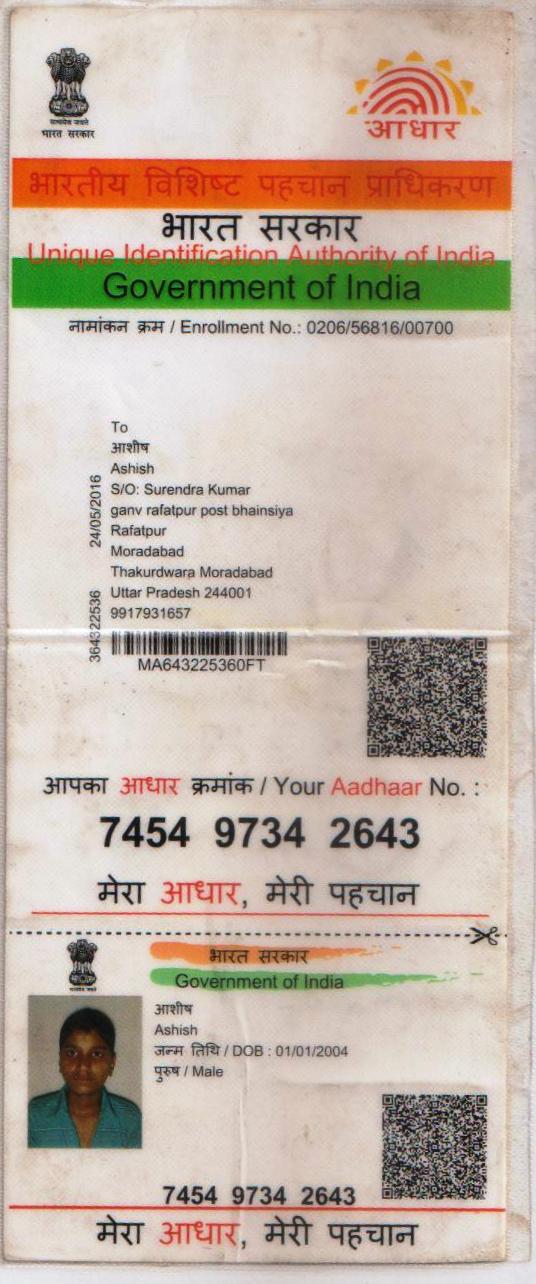 सत्यमेव जयते
भारत सरकार
आधार
भारतीय विशिष्ट पहचान प्राधिकरण
भारत सरकार
Unique Identification Authority of India
Government of India
नामांकन क्रम / Enrollment No.: 0206/56816/00700
To
आशीष
Ashish
S/O: Surendra Kumar
ganv rafatpur post bhainsiya
Rafatpur
Moradabad
Thakurdwara Moradabad
Uttar Pradesh 244001
9917931657
24/05/2016
364322536
MA643225360FT
आपका आधार क्रमांक / Your Aadhaar No. :
7454 9734 2643
मेरा आधार, मेरी पहचान
भारत सरकार
Government of India
आशीष
Ashish
जन्म तिथि / DOB : 01/01/2004
पुरुष / Male
7454 9734 2643
मेरा आधार, मेरी पहचान